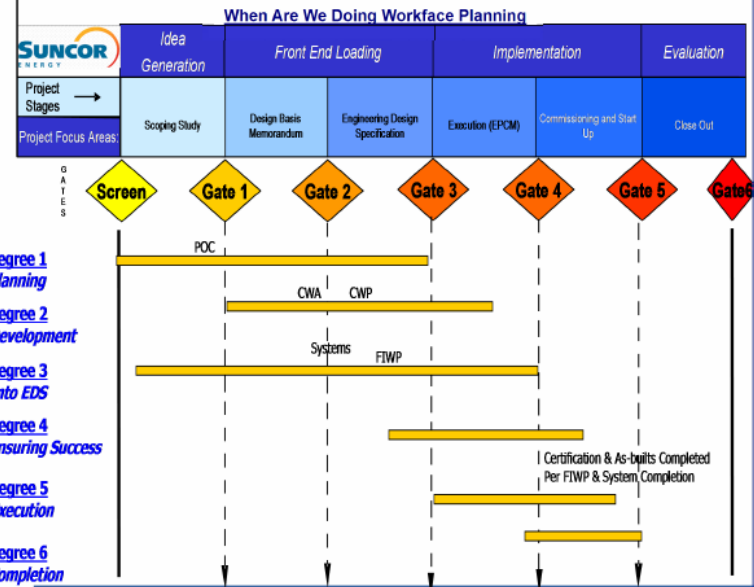 When Are We Doing Workface Planning
SUNCOR
ENERGY
Idea
Generation
Front End Loading
Implementation
Evaluation
Project
Stages
Scoping Study
Design Basis
Memorandum
Engineering Design
Specification
Execution (EPCM)
Commissioning and Start
Up
Close Out
Project Focus Areas:
GATES
Screen
Gate 1
Gate 2
Gate 3
Gate 4
Gate 5
Gate6
POC
egree 1
lanning
CWA CWP
egree 2
evelopment
Systems
FIWP
egree 3
nto EDS
egree 4
nsuring Success
Certification & As-builts Completed
Per FIWP & System Completion
egree 5
xecution
egree 6
ompletion